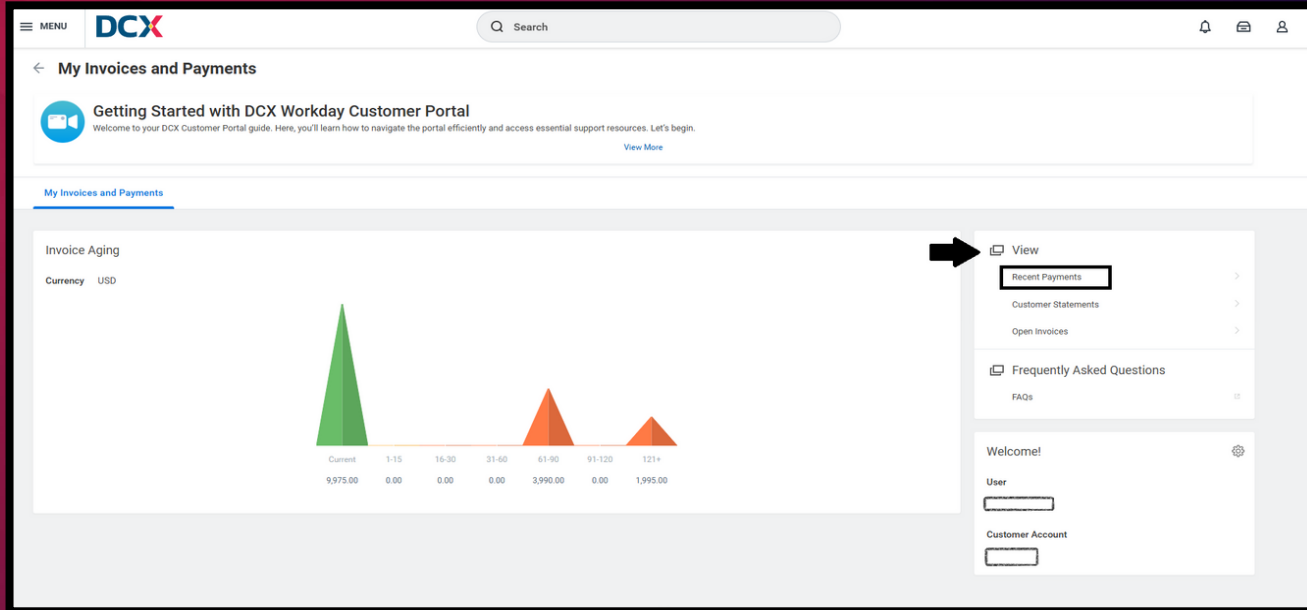 MENU
DCX
Search
My Invoices and Payments
Getting Started with DCX Workday Customer Portal
Welcome to your DCX Customer Portal guide. Here, you'll learn how to navigate the portal efficiently and access essential support resources. Let's begin.
View More
My Invoices and Payments
Invoice Aging
Currency USD
Current 1-15 16-30 31-60 61-90 91-120 121+
9,975.00 0.00 0.00 0.00 3,990.00 0.00 1,995.00
View
Recent Payments
Customer Statements
Open Invoices
Frequently Asked Questions
FAQs
Welcome!
User
Customer Account